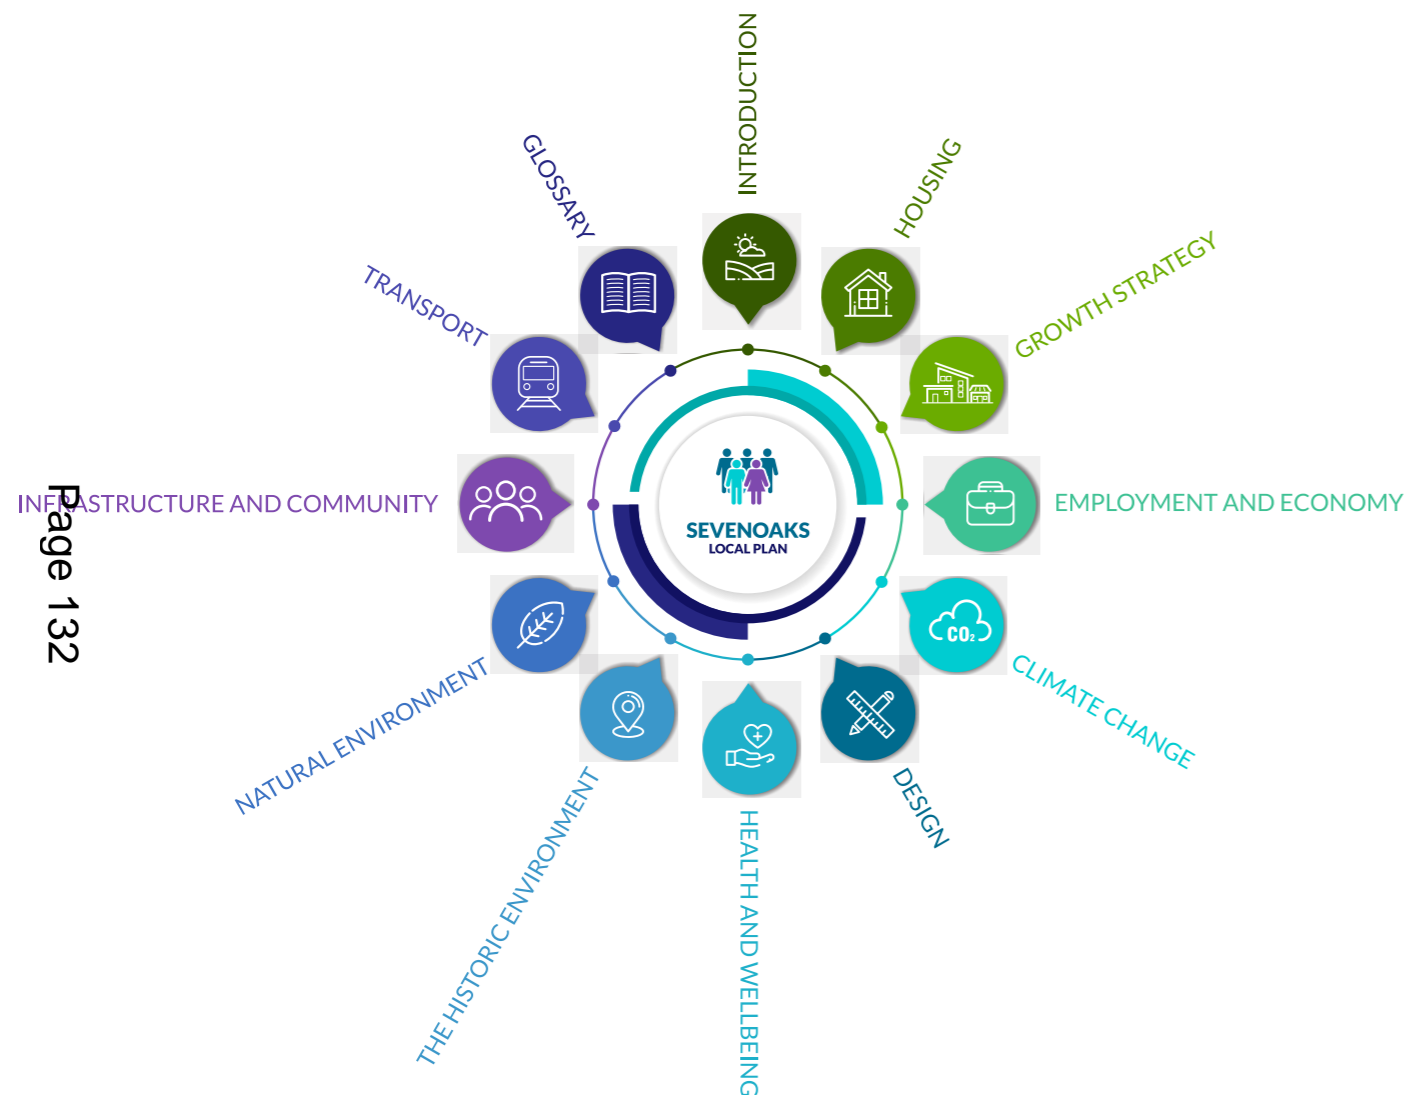 INTRODUCTION
HOUSING
GROWTH STRATEGY
EMPLOYMENT AND ECONOMY
CLIMATE CHANGE
CO₂
DESIGN
HEALTH AND WELLBEING
THE HISTORIC ENVIRONMENT
NATURAL ENVIRONMENT
INFRASTRUCTURE AND COMMUNITY
TRANSPORT
GLOSSARY
SEVENOAKS
LOCAL PLAN
Page 132